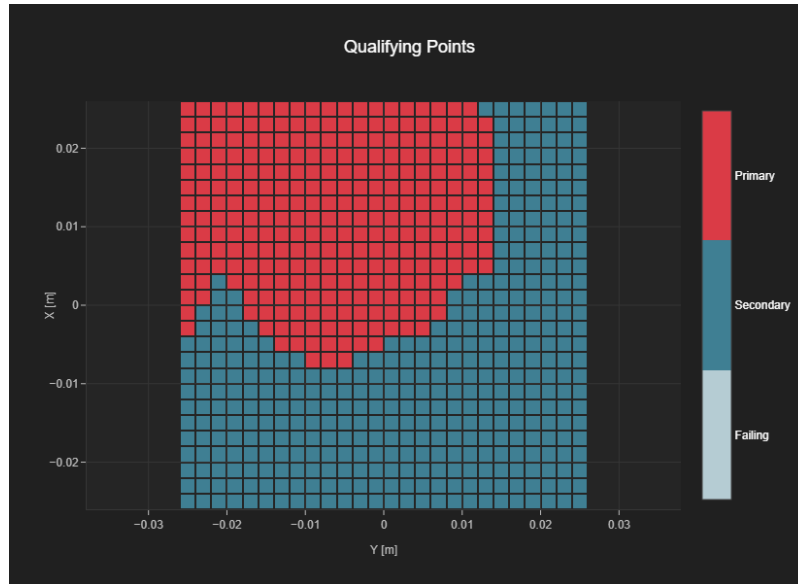 Qualifying Points
0.02
0.01
0
−0.01
−0.02
X [m]
−0.03
−0.02
−0.01
0
0.01
0.02
0.03
Y [m]
Primary
Secondary
Failing